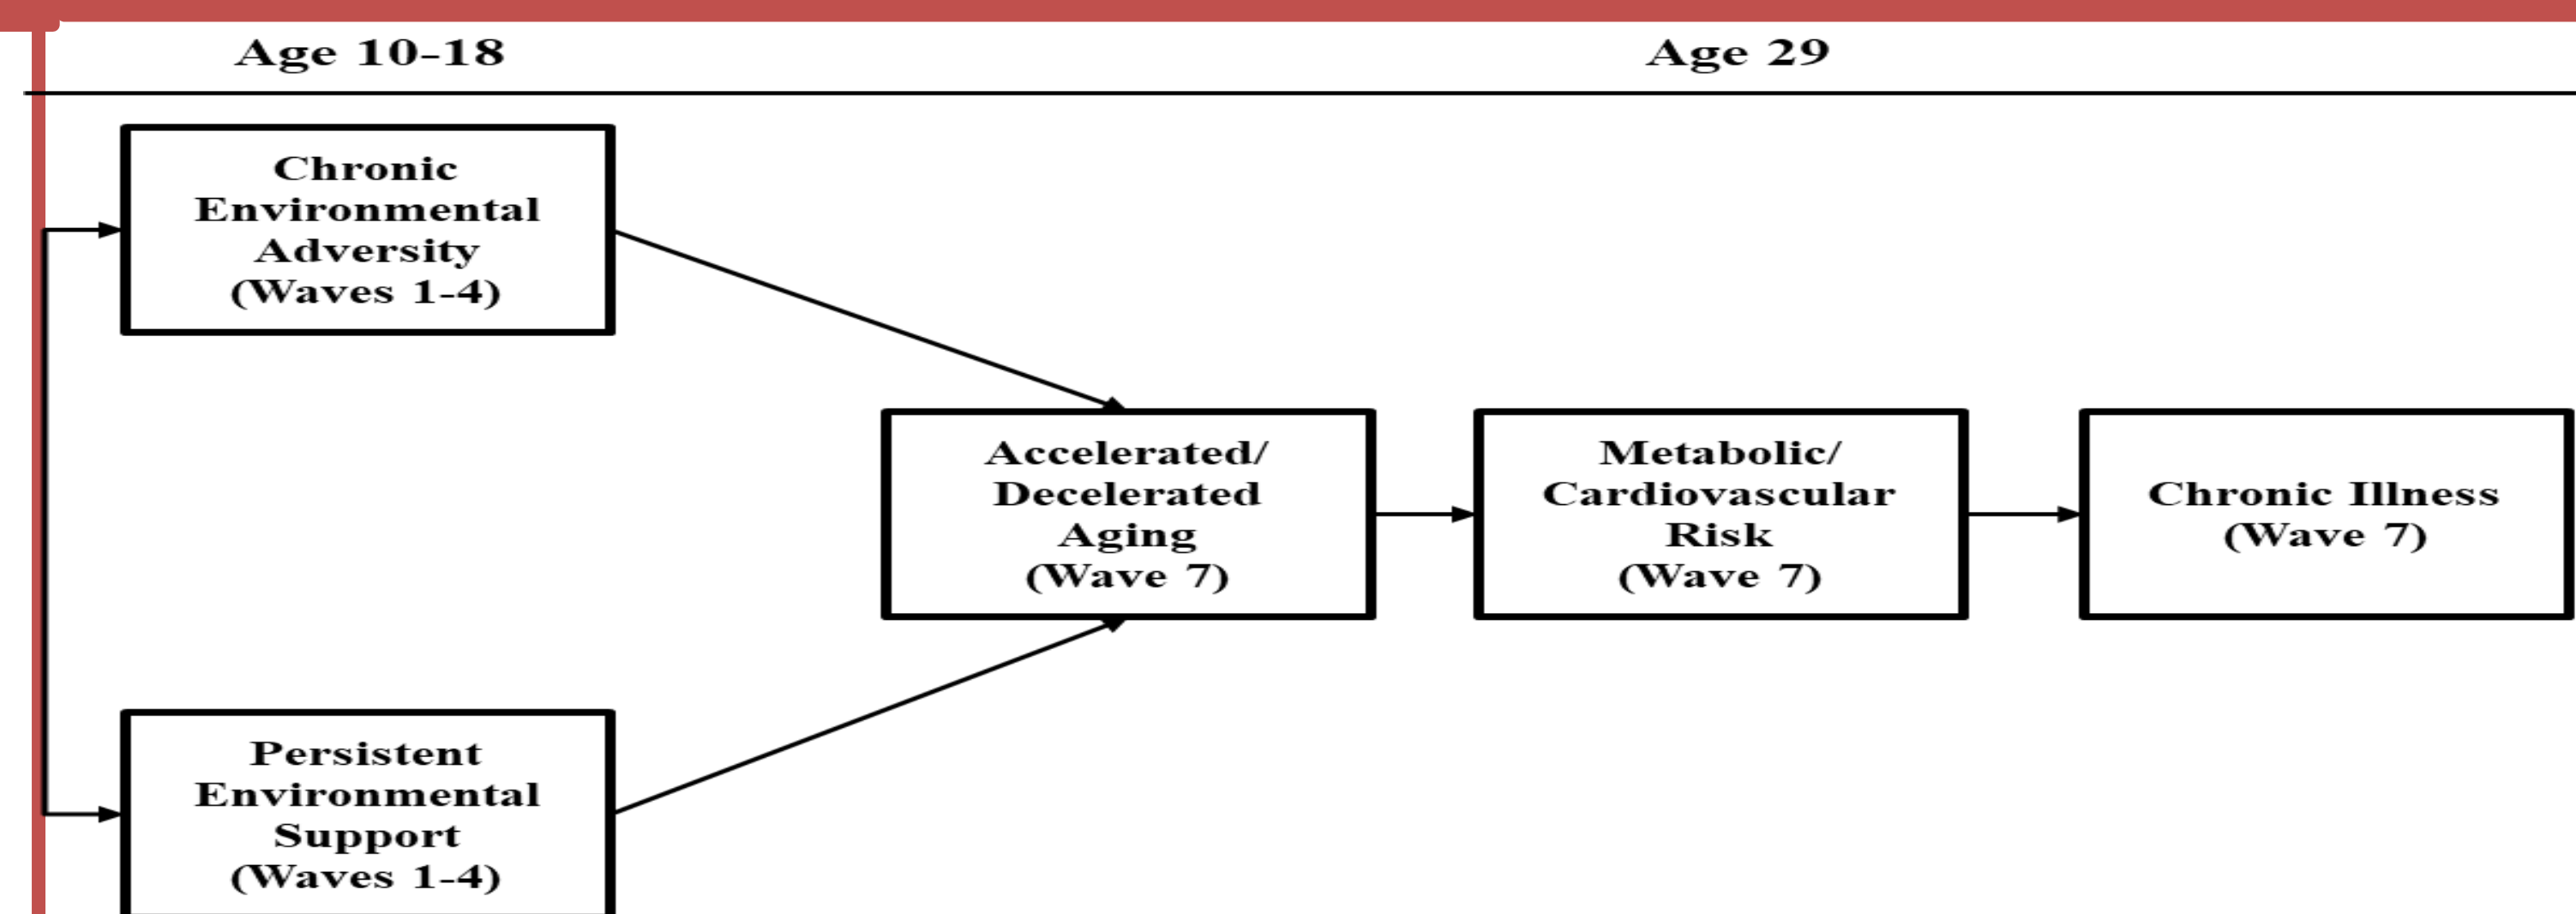 Age 10-18
Age 29
Chronic
Environmental
Adversity
(Waves 1-4)
Accelerated/
Decelerated
Aging
(Wave 7)
Metabolic/
Cardiovascular
Risk
(Wave 7)
Chronic Illness
(Wave 7)
Persistent
Environmental
Support
(Waves 1-4)